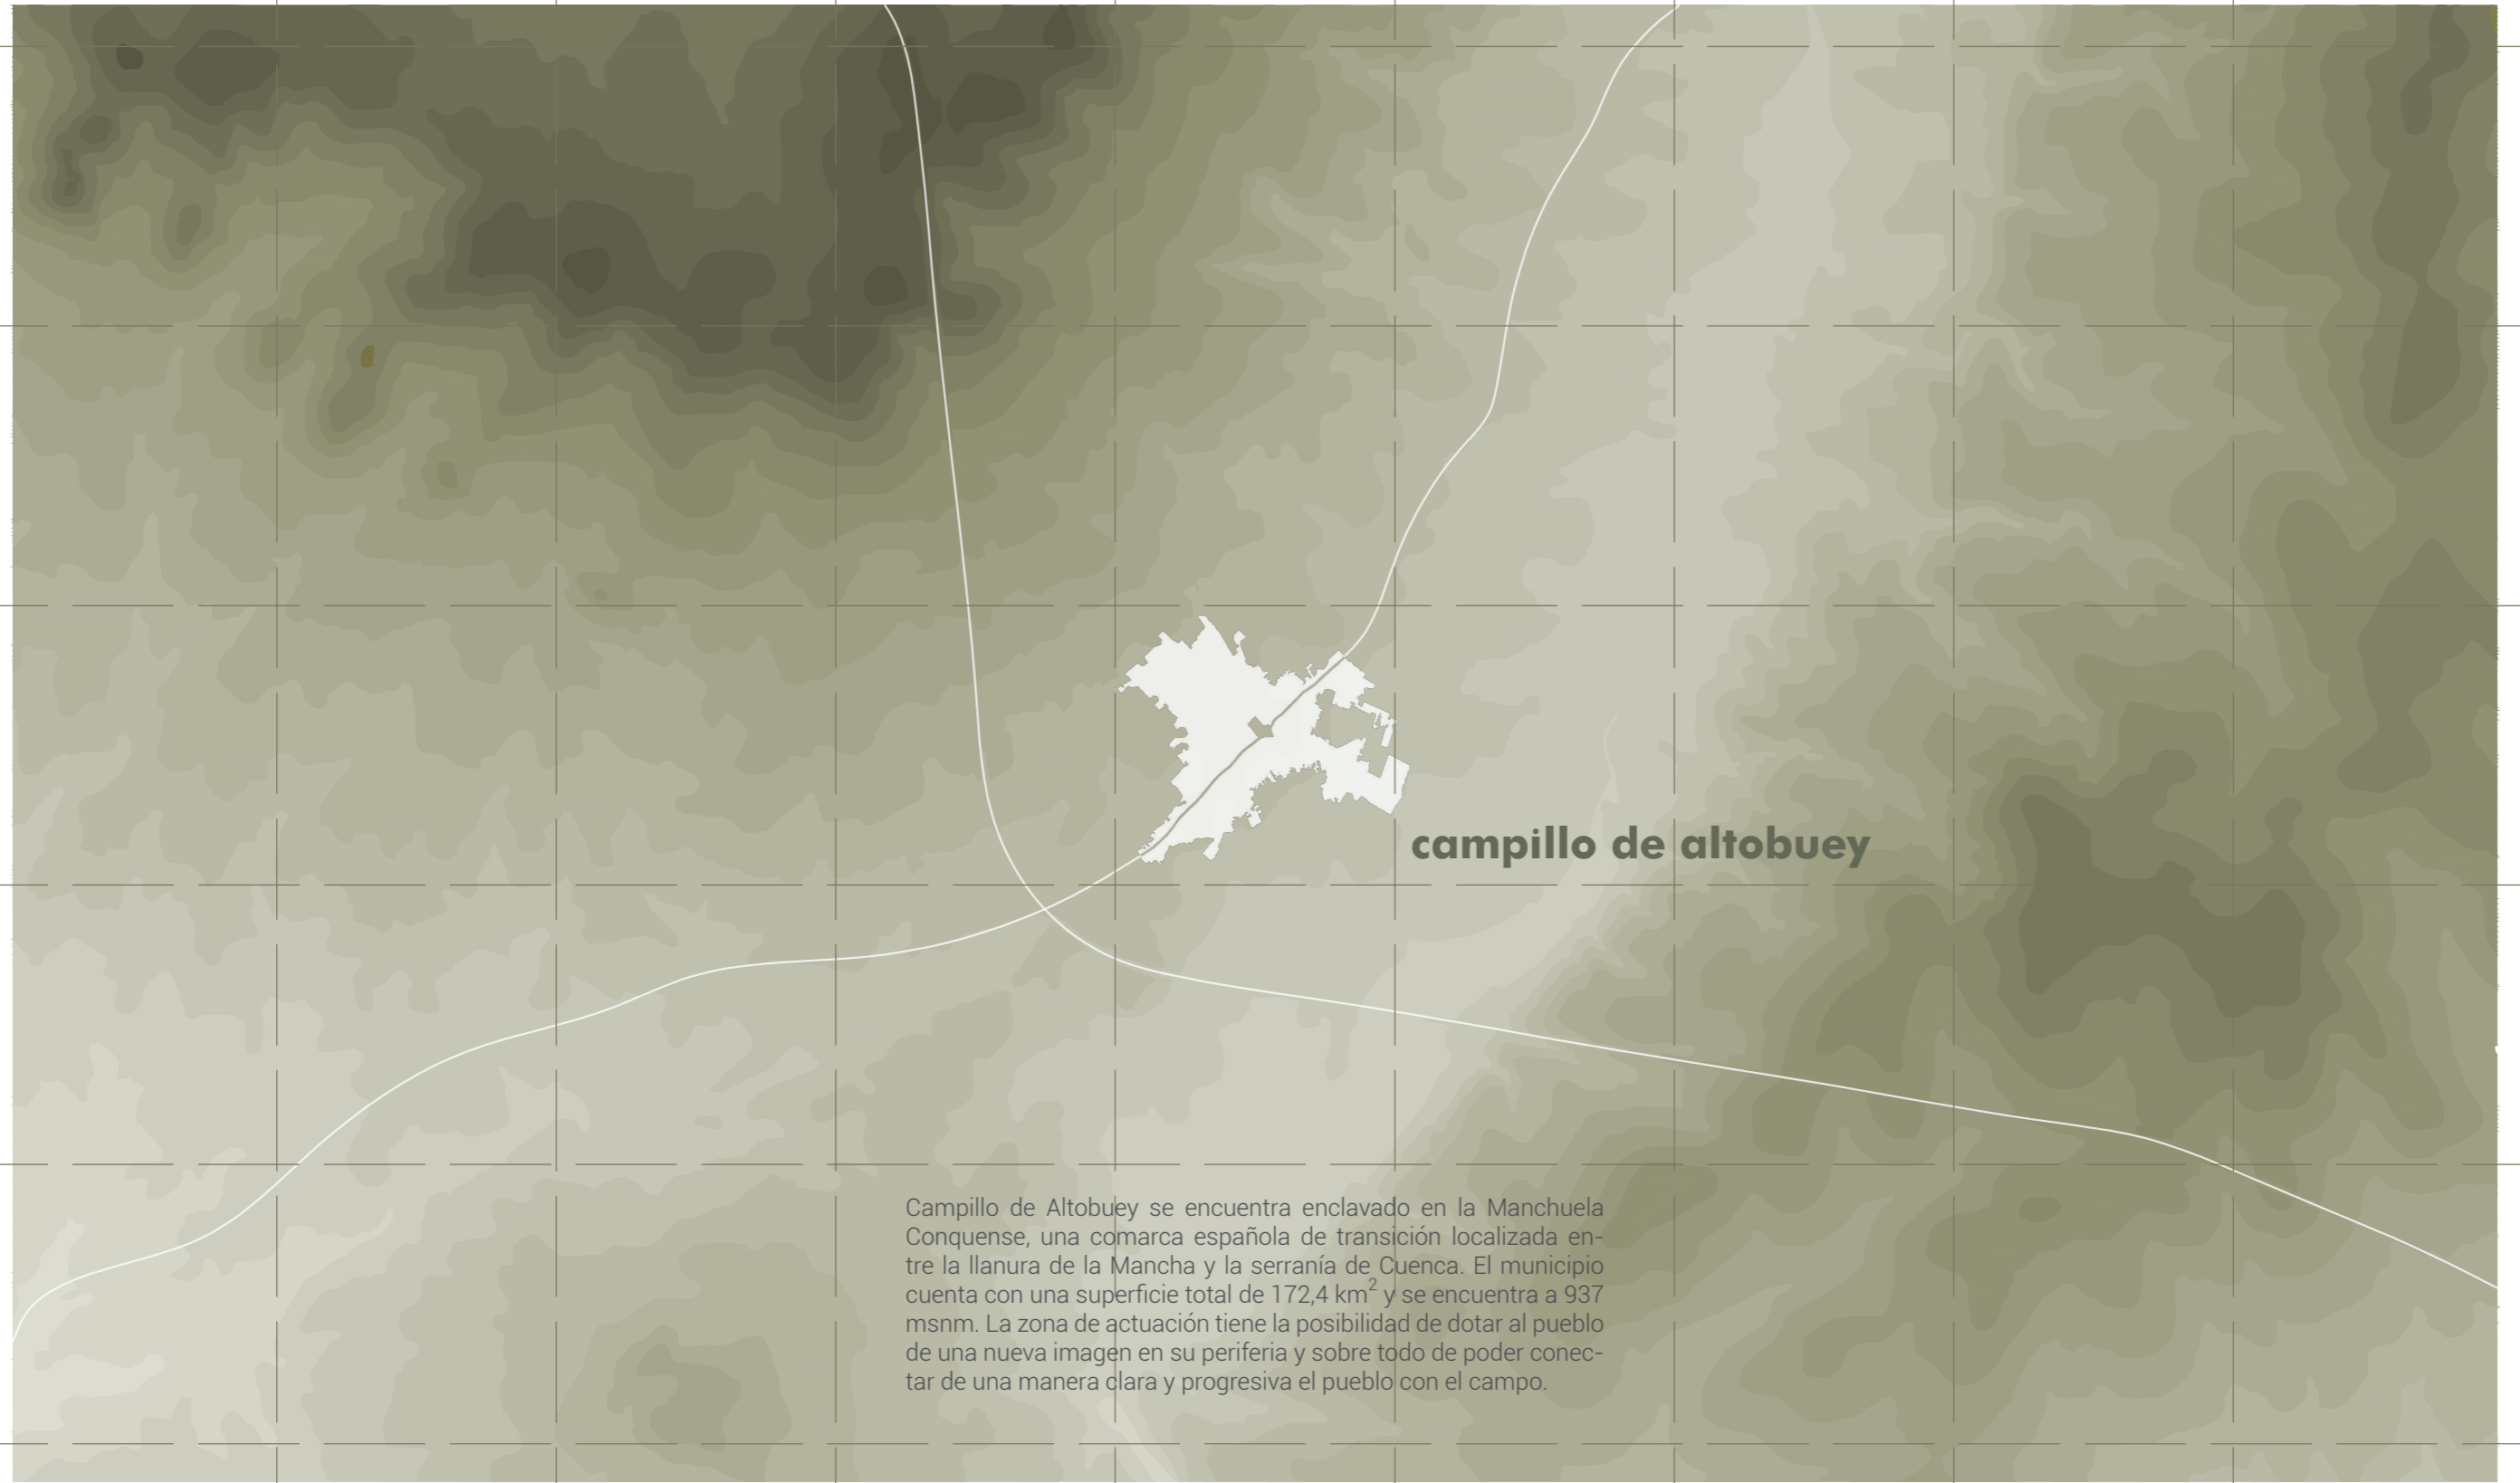 campillo de altobuey
Campillo de Altobuey se encuentra enclavado en la Manchuela
Conquense, una comarca española de transición localizada en-
tre la llanura de la Mancha y la serranía de Cuenca. El municipio
cuenta con una superficie total de 172,4 km² y se encuentra a 937
msnm. La zona de actuación tiene la posibilidad de dotar al pueblo
de una nueva imagen en su periferia y sobre todo de poder conec-
tar de una manera clara y progresiva el pueblo con el campo.